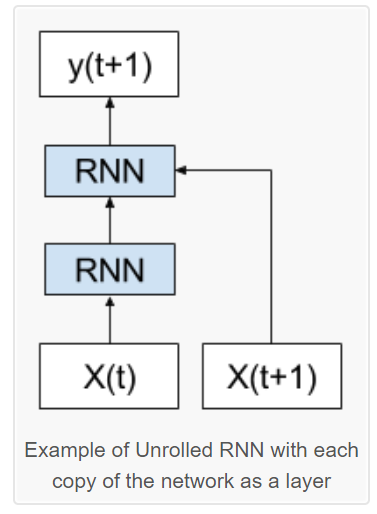 y(t+1)
RNN
RNN
X(t)
X(t+1)
Example of Unrolled RNN with each
copy of the network as a layer